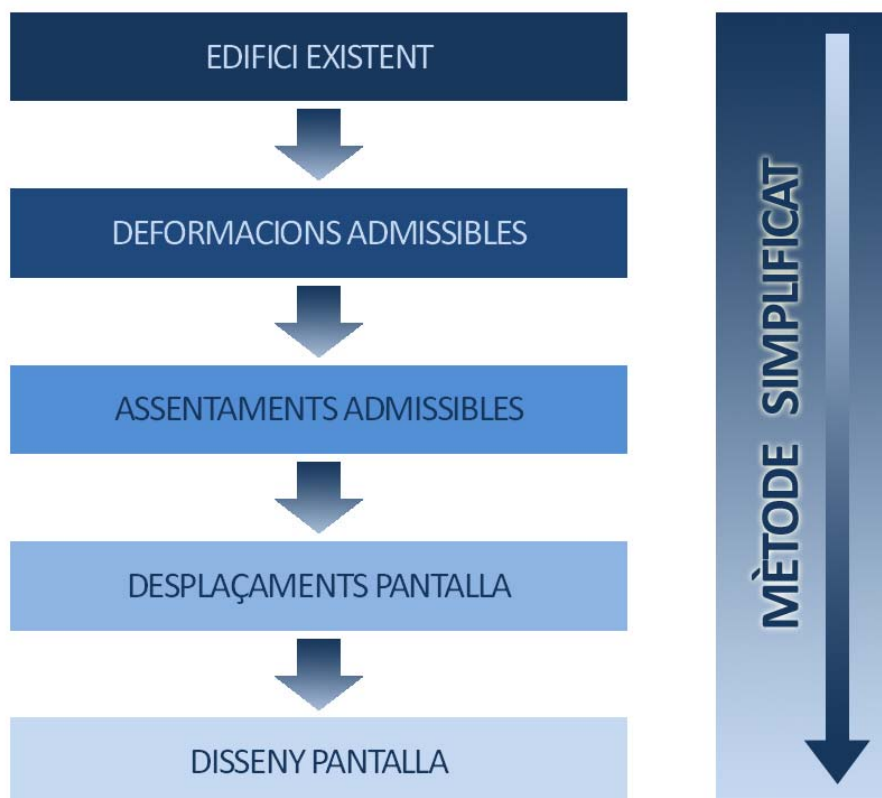 EDIFICI EXISTENT
DEFORMACIONS ADMISSIBLES
ASSENTAMENTS ADMISSIBLES
DESPLAÇAMENTS PANTALLA
DISSENY PANTALLA
MÈTODE SIMPLIFICAT